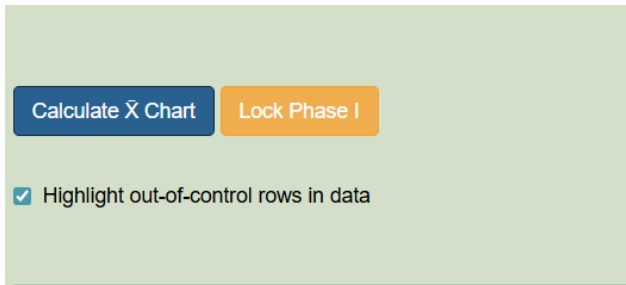 Calculate X̄ Chart Lock Phase I
Highlight out-of-control rows in data